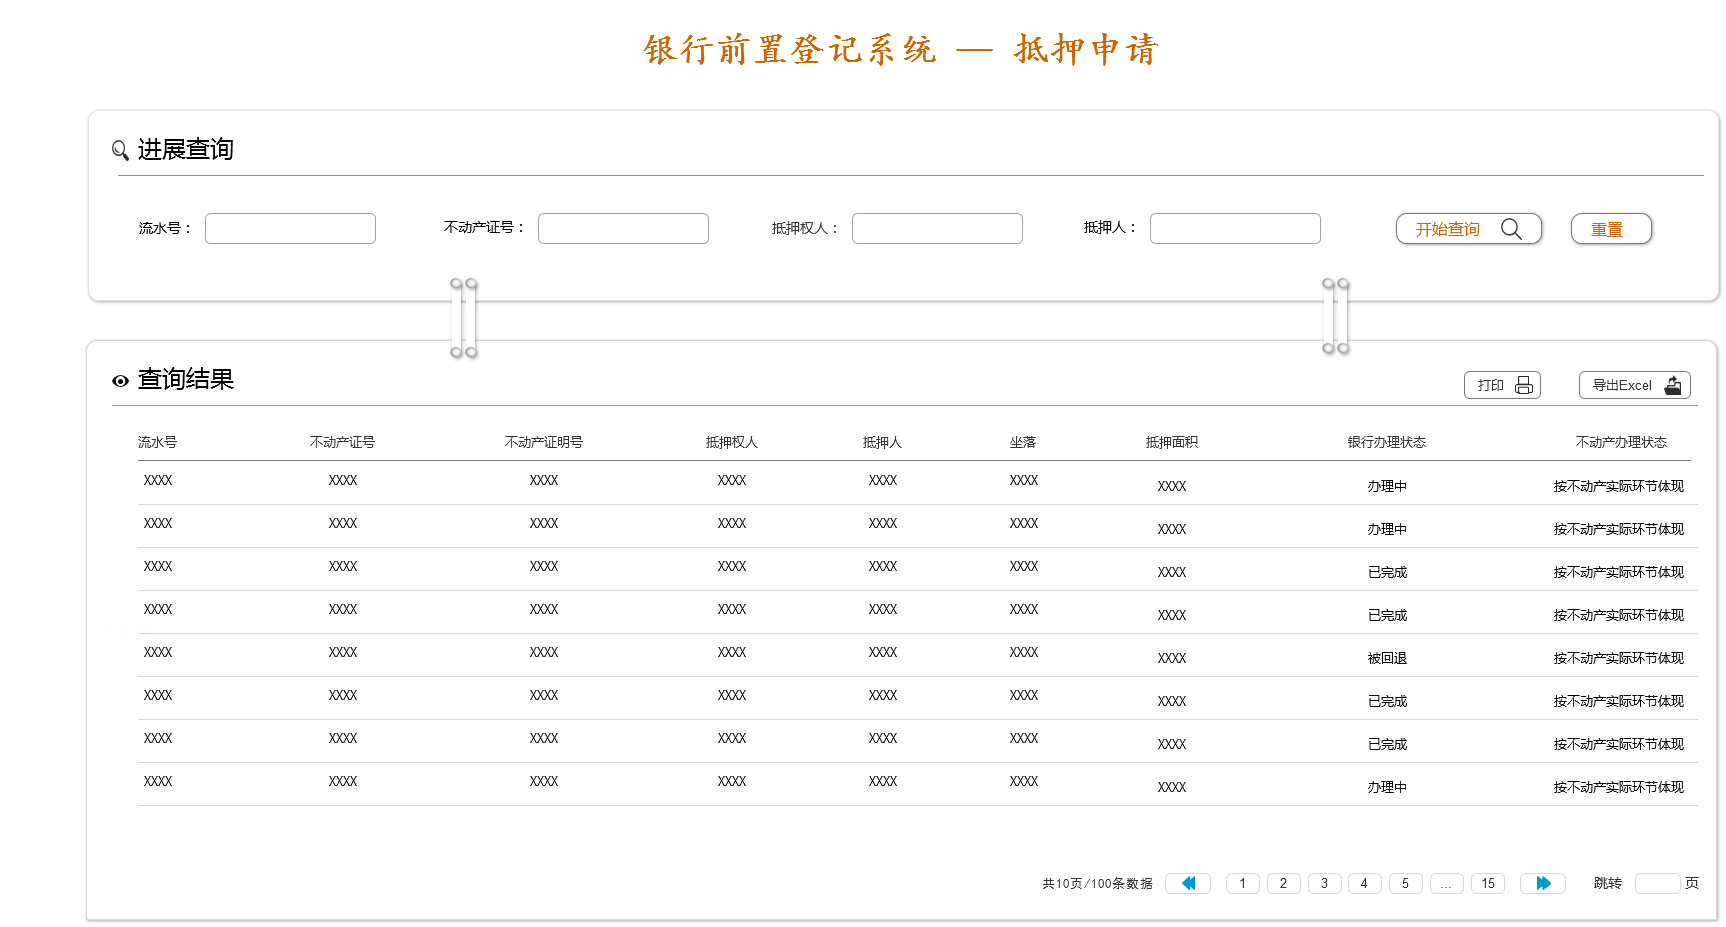 银行前置登记系统 — 抵押申请
进展查询
流水号： 不动产证号： 抵押权人： 抵押人： 开始查询 重置
查询结果 打印 导出Excel
流水号 不动产证号 不动产证明号 抵押权人 抵押人 坐落 抵押面积 银行办理状态 不动产办理状态
XXXX XXXX XXXX XXXX XXXX XXXX XXXX 办理中 按不动产实际环节体现
XXXX XXXX XXXX XXXX XXXX XXXX XXXX 办理中 按不动产实际环节体现
XXXX XXXX XXXX XXXX XXXX XXXX XXXX 已完成 按不动产实际环节体现
XXXX XXXX XXXX XXXX XXXX XXXX XXXX 已完成 按不动产实际环节体现
XXXX XXXX XXXX XXXX XXXX XXXX XXXX 被回退 按不动产实际环节体现
XXXX XXXX XXXX XXXX XXXX XXXX XXXX 已完成 按不动产实际环节体现
XXXX XXXX XXXX XXXX XXXX XXXX XXXX 已完成 按不动产实际环节体现
XXXX XXXX XXXX XXXX XXXX XXXX XXXX 办理中 按不动产实际环节体现
共10页/100条数据 1 2 3 4 5 ... 15 跳转 页